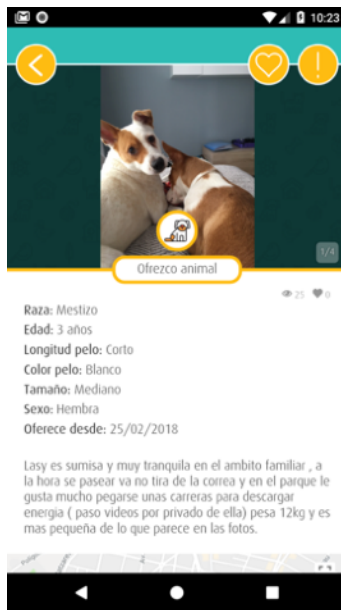 10:23
1/4
Ofrezco animal
25 0
Raza: Mestizo
Edad: 3 años
Longitud pelo: Corto
Color pelo: Blanco
Tamaño: Mediano
Sexo: Hembra
Oferece desde: 25/02/2018
Lasy es sumisa y muy tranquila en el ambito familiar , a
la hora se pasear va no tira de la correa y en el parque le
gusta mucho pegarse unas carreras para descargar
energia ( paso videos por privado de ella) pesa 12kg y es
mas pequeña de lo que parece en las fotos.